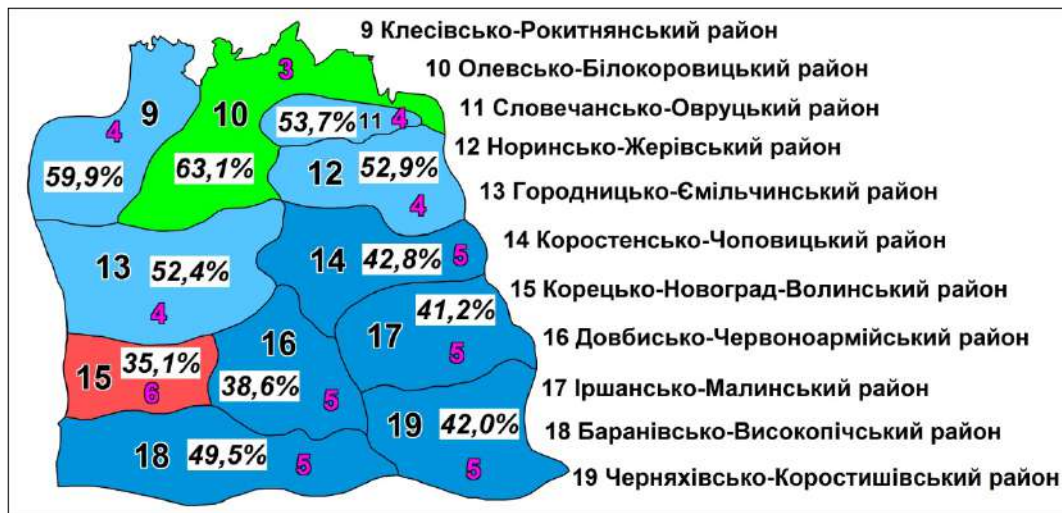 9 Клесівсько-Рокитнянський район
10 Олевсько-Білокоровицький район
11 Словечансько-Овруцький район
12 Норинсько-Жерівський район
13 Городницько-Ємільчинський район
14 Коростенсько-Чоповицький район
15 Корецько-Новоград-Волинський район
16 Довбисько-Червоноармійський район
17 Іршансько-Малинський район
18 Баранівсько-Високопічський район
19 Черняхівсько-Коростишівський район
9
4
59,9%
10
3
63,1%
53,7% 11 4
12 52,9%
4
13 52,4%
4
14 42,8% 5
15 35,1%
6
16
38,6% 5
17 41,2%
5
18 49,5% 5
19 42,0%
5